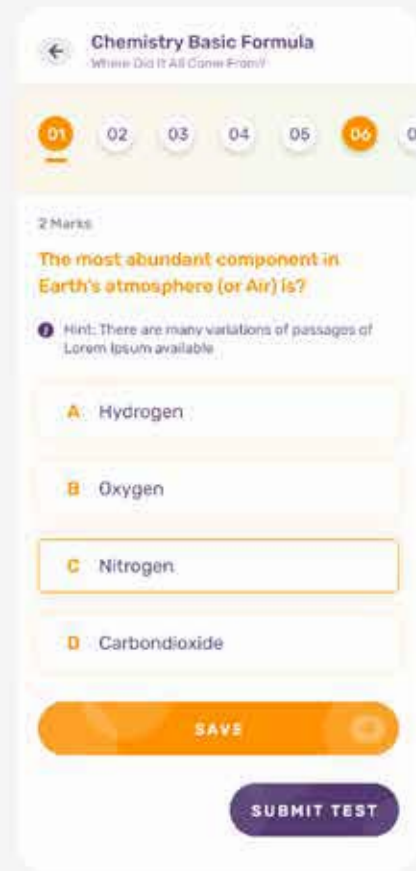 Chemistry Basic Formula
Where Did It All Come From?
01 02 03 04 05 06
2 Marks
The most abundant component in
Earth's atmosphere (or Air) is?
Hint: There are many variations of passages of
Lorem Ipsum available
A Hydrogen
B Oxygen
C Nitrogen
D Carbondioxide
SAVE
SUBMIT TEST